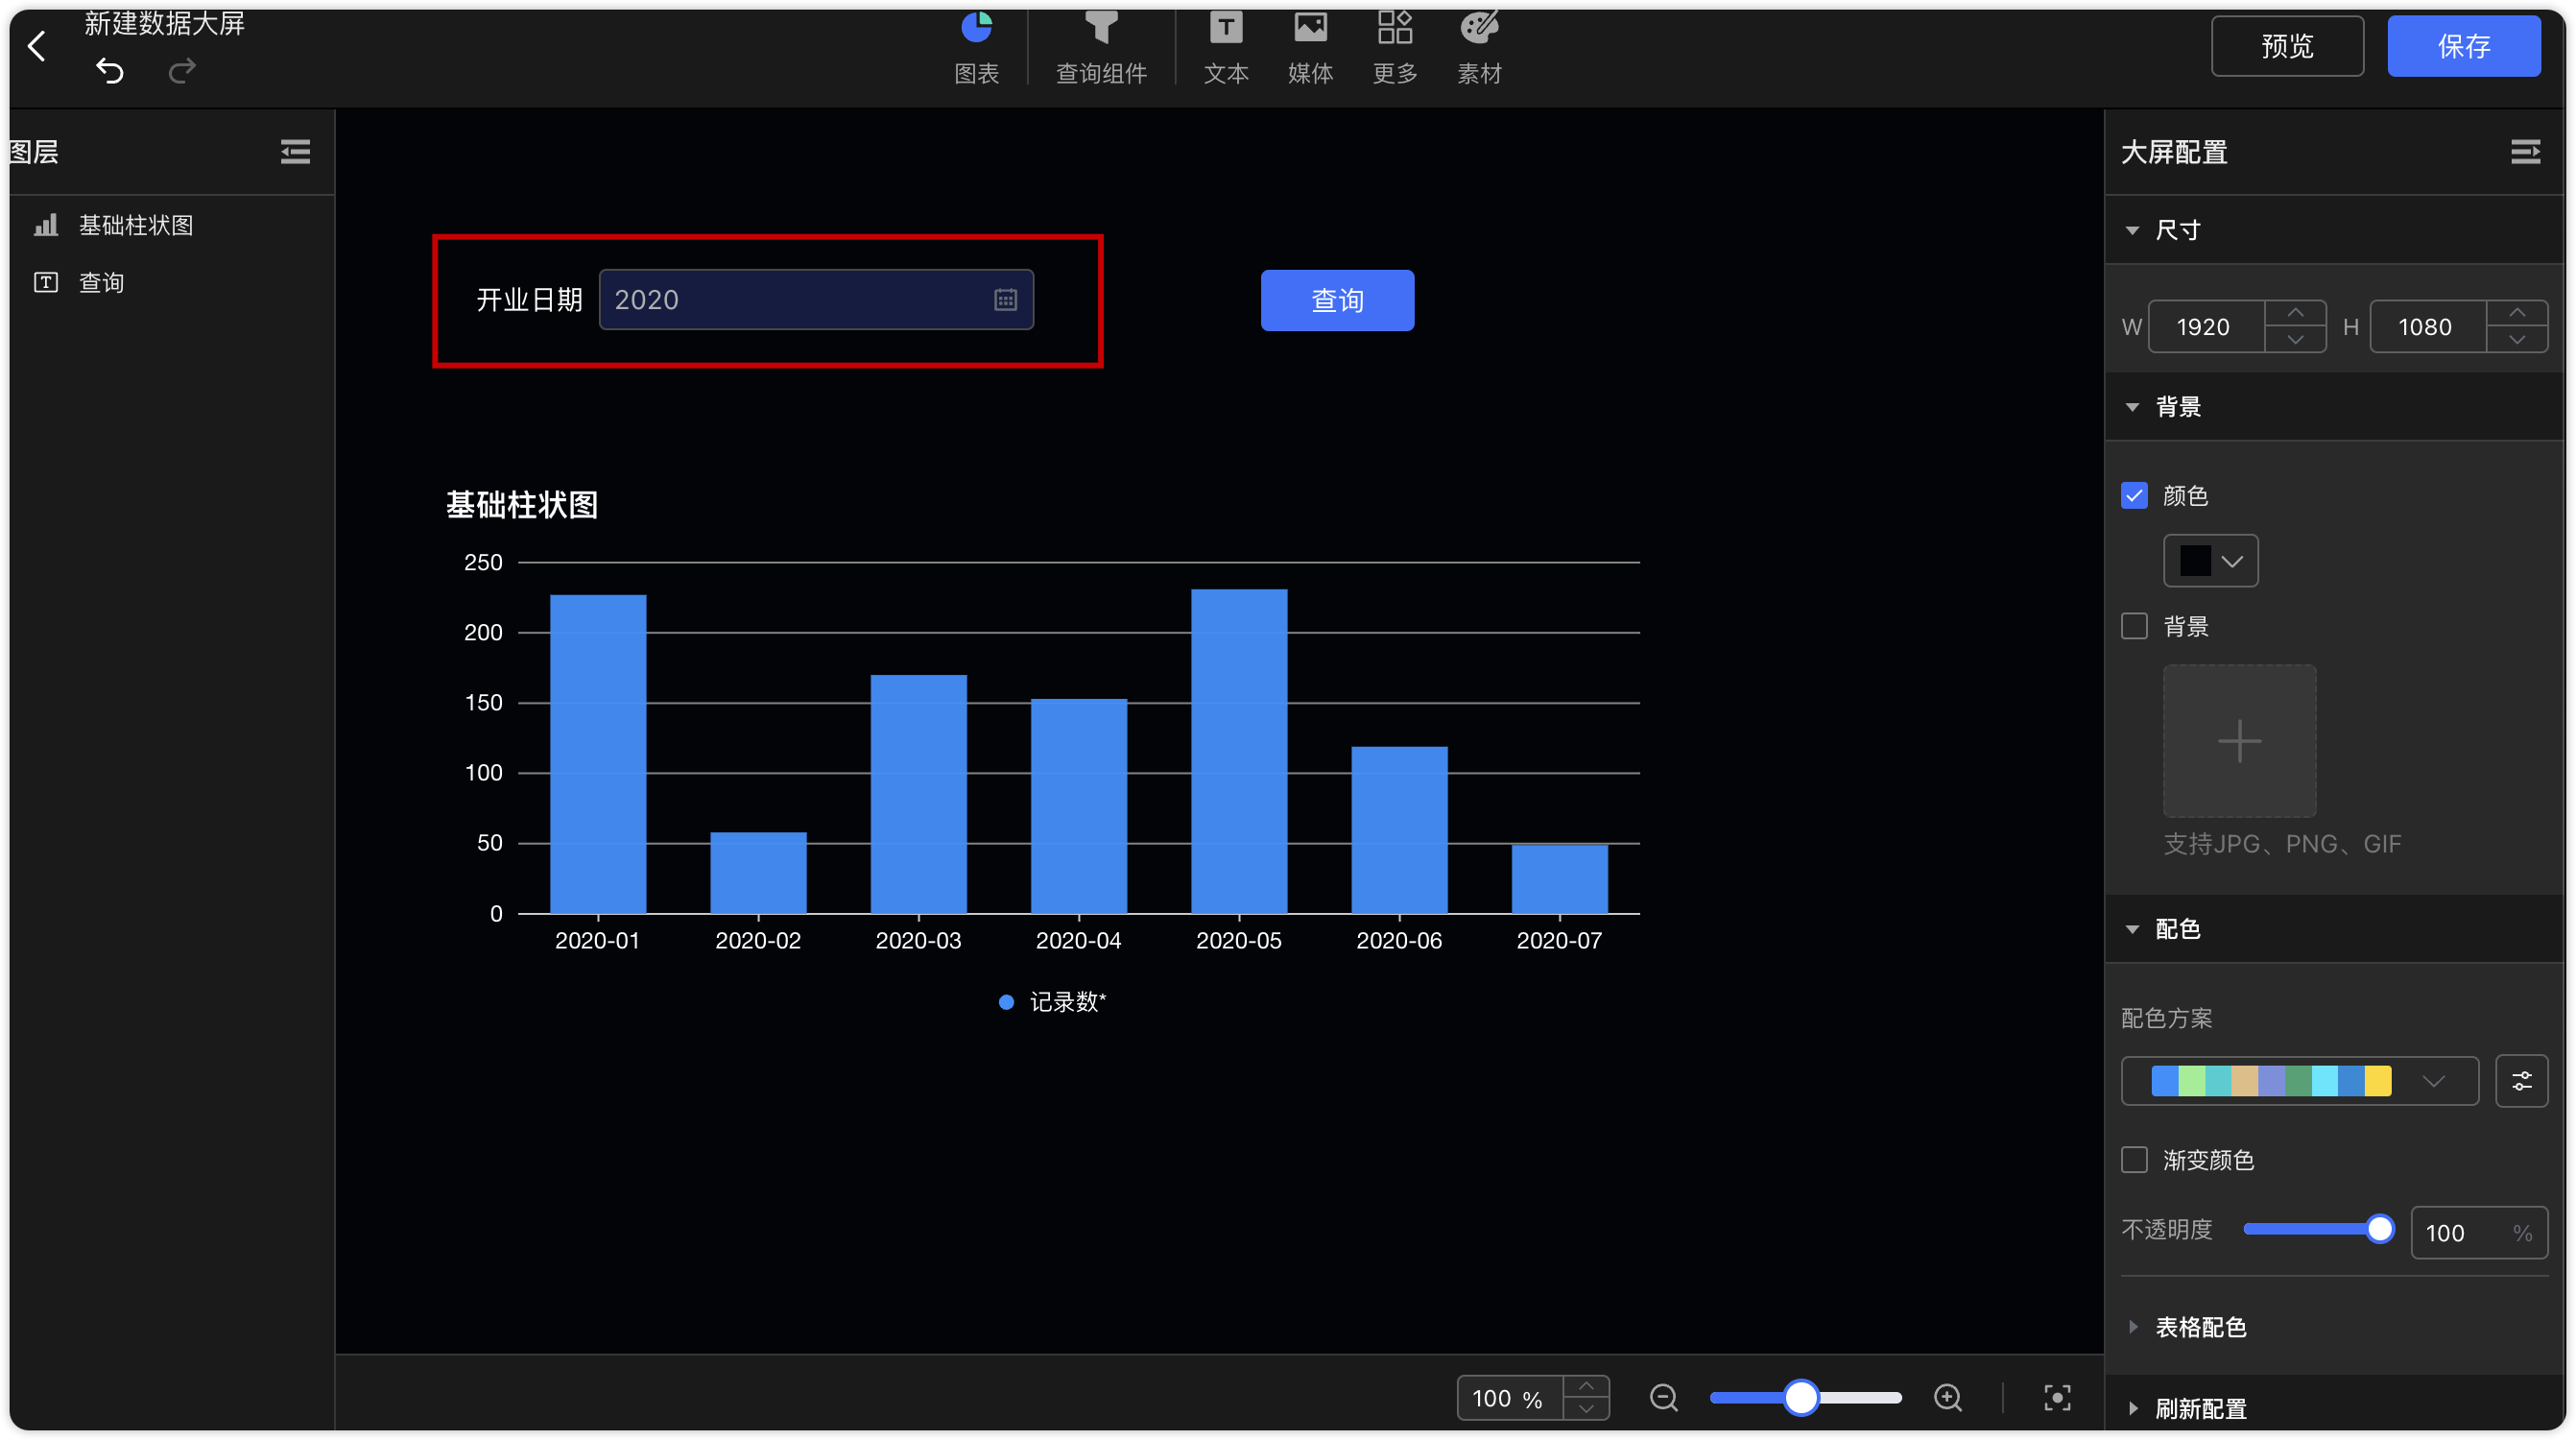 新建数据大屏
图表
查询组件
文本
媒体
更多
素材
预览
保存
图层
基础柱状图
查询
开业日期
2020
查询
基础柱状图
250
200
150
100
50
0
2020-01
2020-02
2020-03
2020-04
2020-05
2020-06
2020-07
记录数*
100 %
大屏配置
尺寸
W 1920 H 1080
背景
颜色
背景
支持JPG、PNG、GIF
配色
配色方案
渐变颜色
不透明度 100 %
表格配色
刷新配置